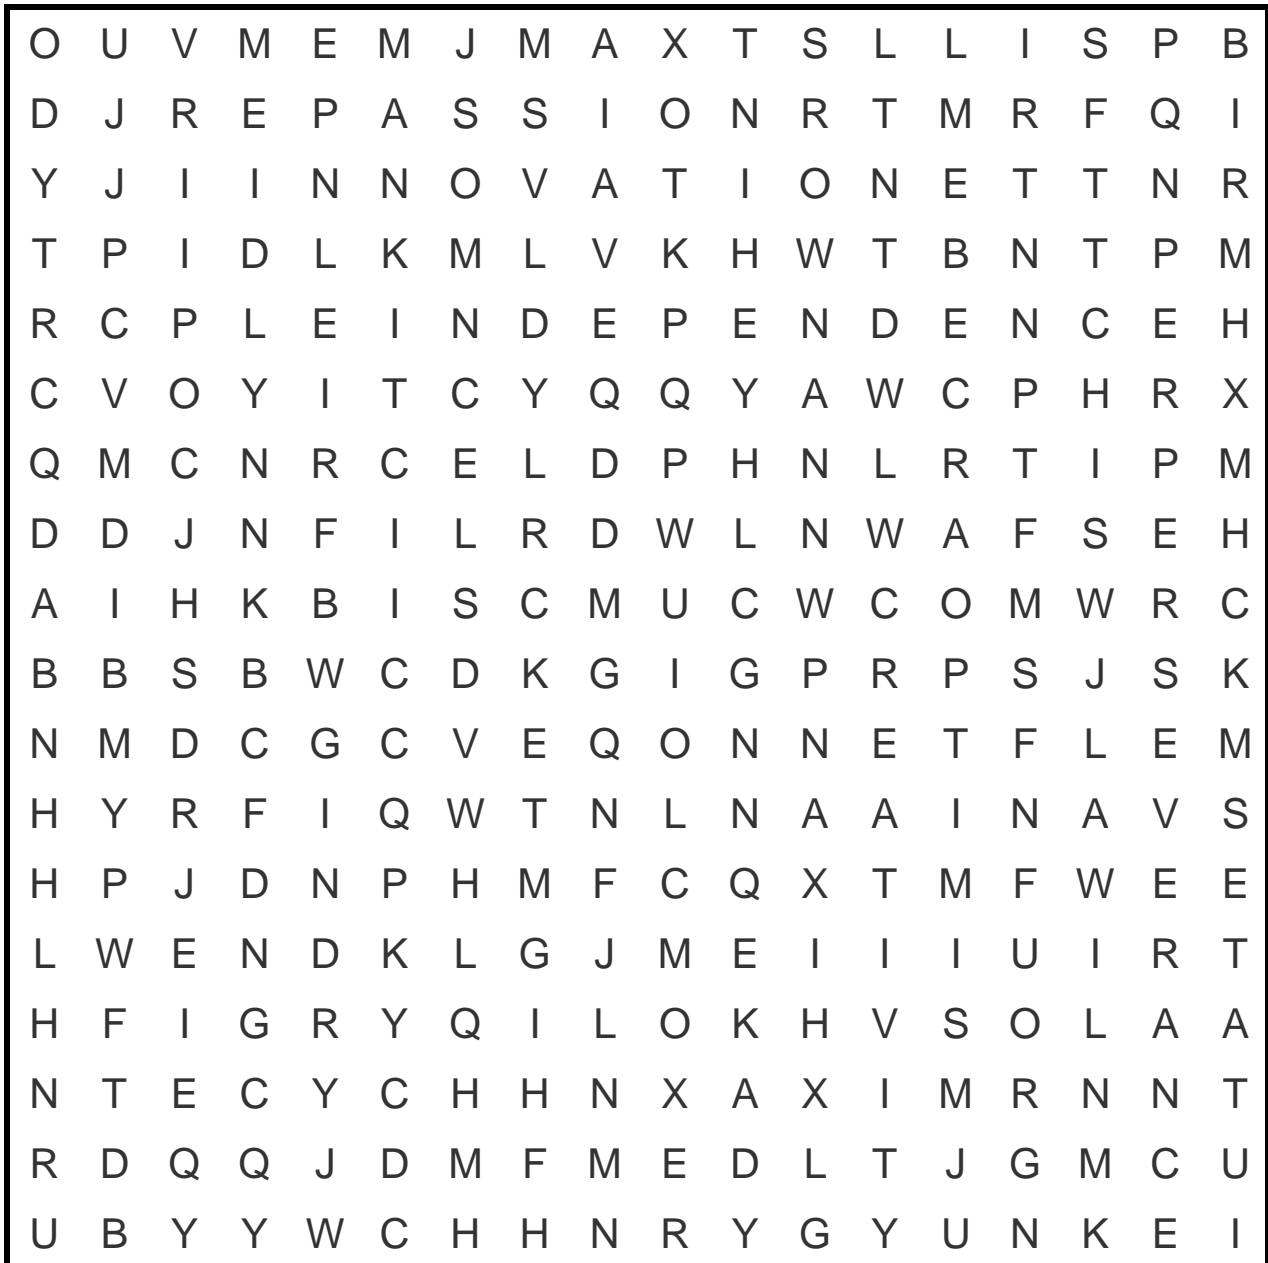 O U V M E M J M A X T S L L I S P B
D J R E P A S S I O N R T M R F Q I
Y J I I N N O V A T I O N E T T N R
T P I D L K M L V K H W T B N T P M
R C P L E I N D E P E N D E N C E H
C V O Y I T C Y Q Q Y A W C P H R X
Q M C N R C E L D P H N L R T I P M
D D J N F I L R D W L N W A F S E H
A I H K B I S C M U C W C O M W R C
B B S B W C D K G I G P R P S J S K
N M D C G C V E Q O N N E T F L E M
H Y R F I Q W T N L N A A I N A V S
H P J D N P H M F C Q X T M F W E E
L W E N D K L G J M E I I I U I R T
H F I G R Y Q I L O K H V S O L A A
N T E C Y C H H N X A X I M R N N T
R D Q Q J D M F M E D L T J G M C U
U B Y Y W C H H N R Y G Y U N K E I